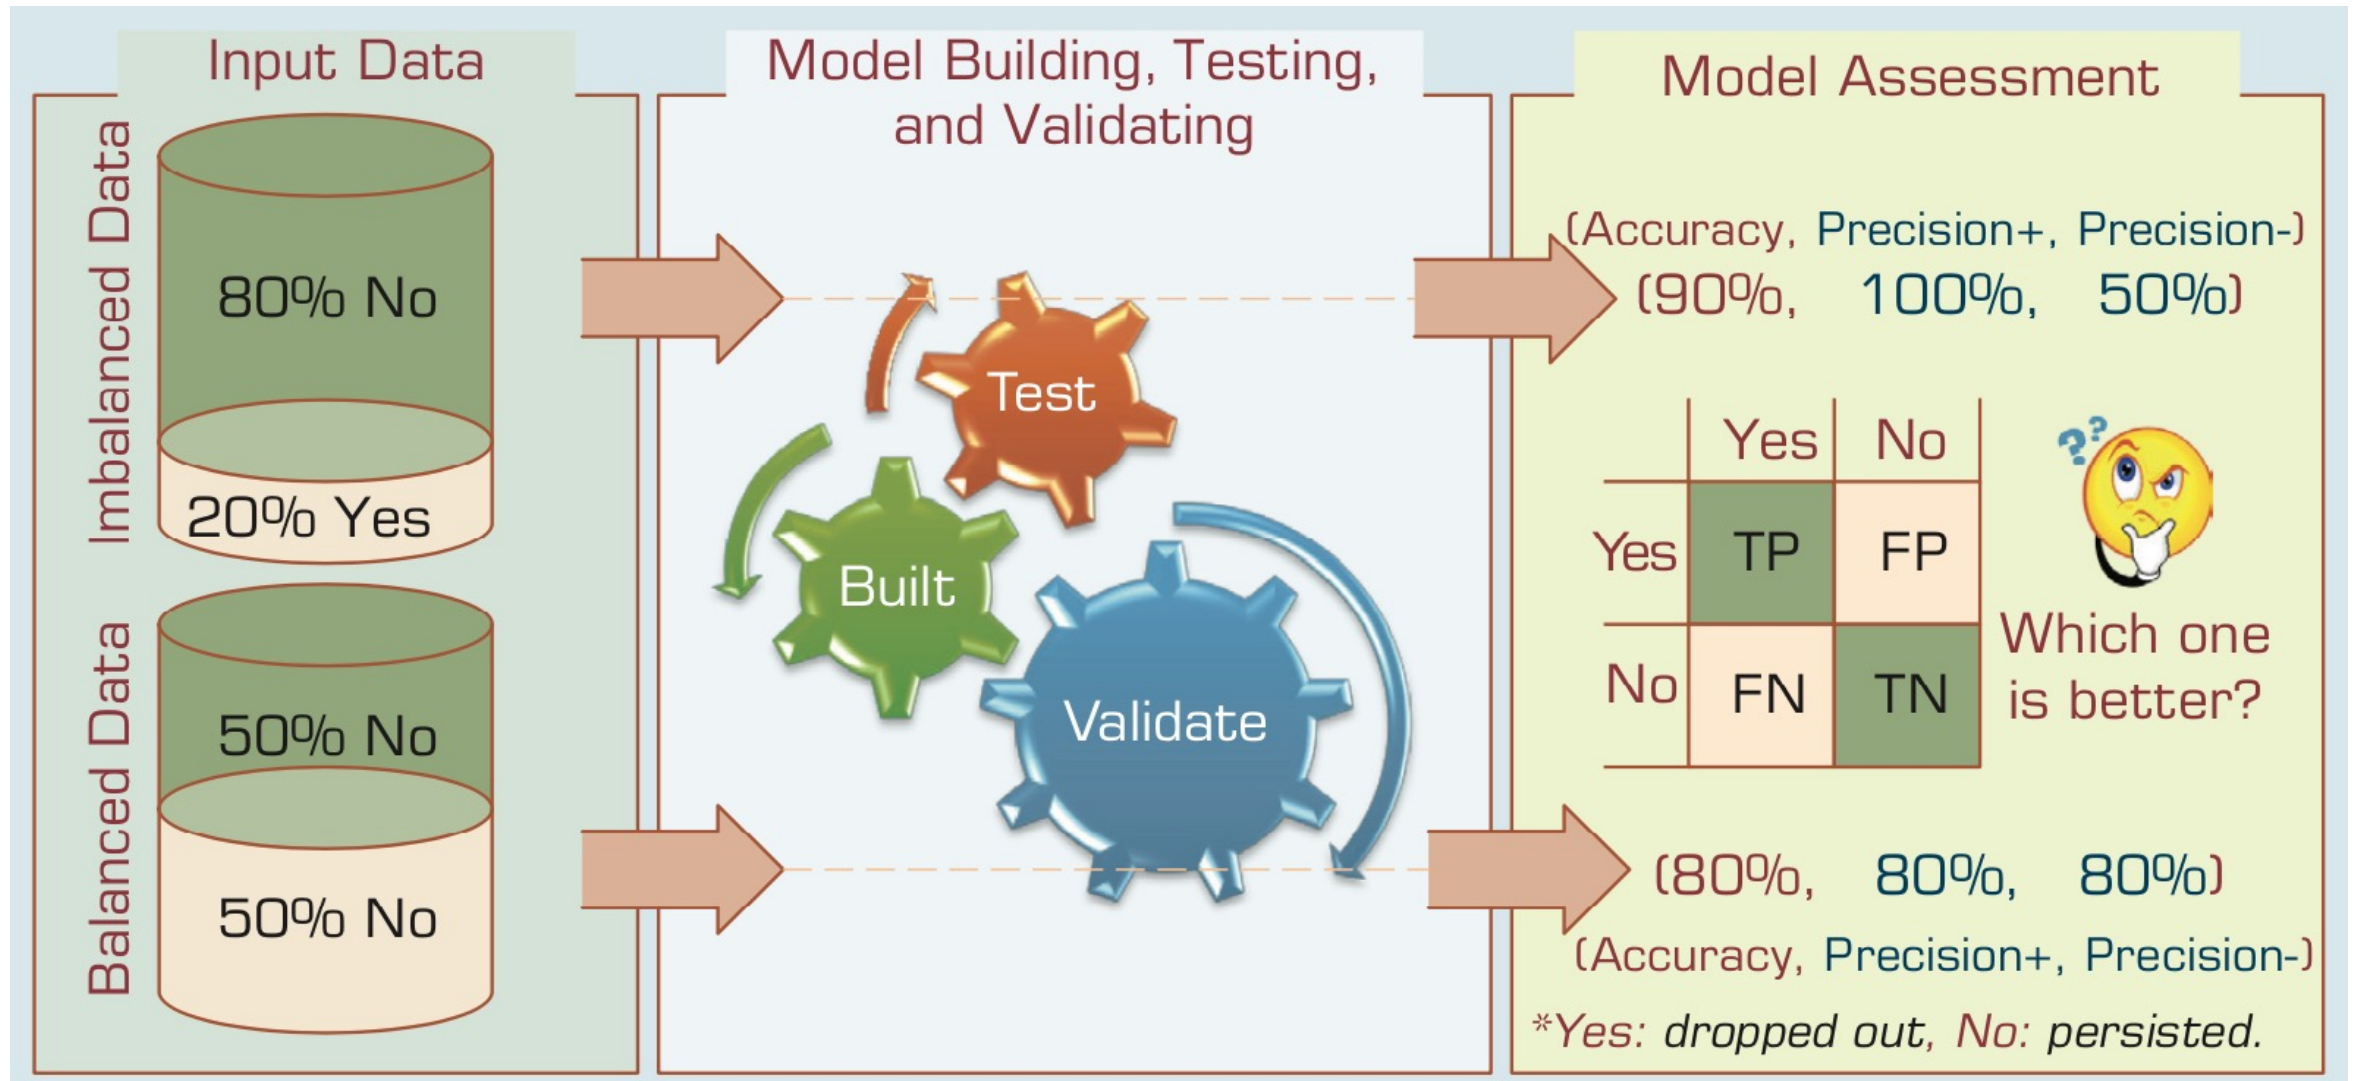 Input Data
Imbalanced Data
80% No
20% Yes
Balanced Data
50% No
50% No
Model Building, Testing,
and Validating
Test
Built
Validate
Model Assessment
(Accuracy, Precision+, Precision-)
(90%, 100%, 50%)
Yes No
Yes TP FP
No FN TN
??
Which one
is better?
(80%, 80%, 80%)
(Accuracy, Precision+, Precision-)
*Yes: dropped out, No: persisted.